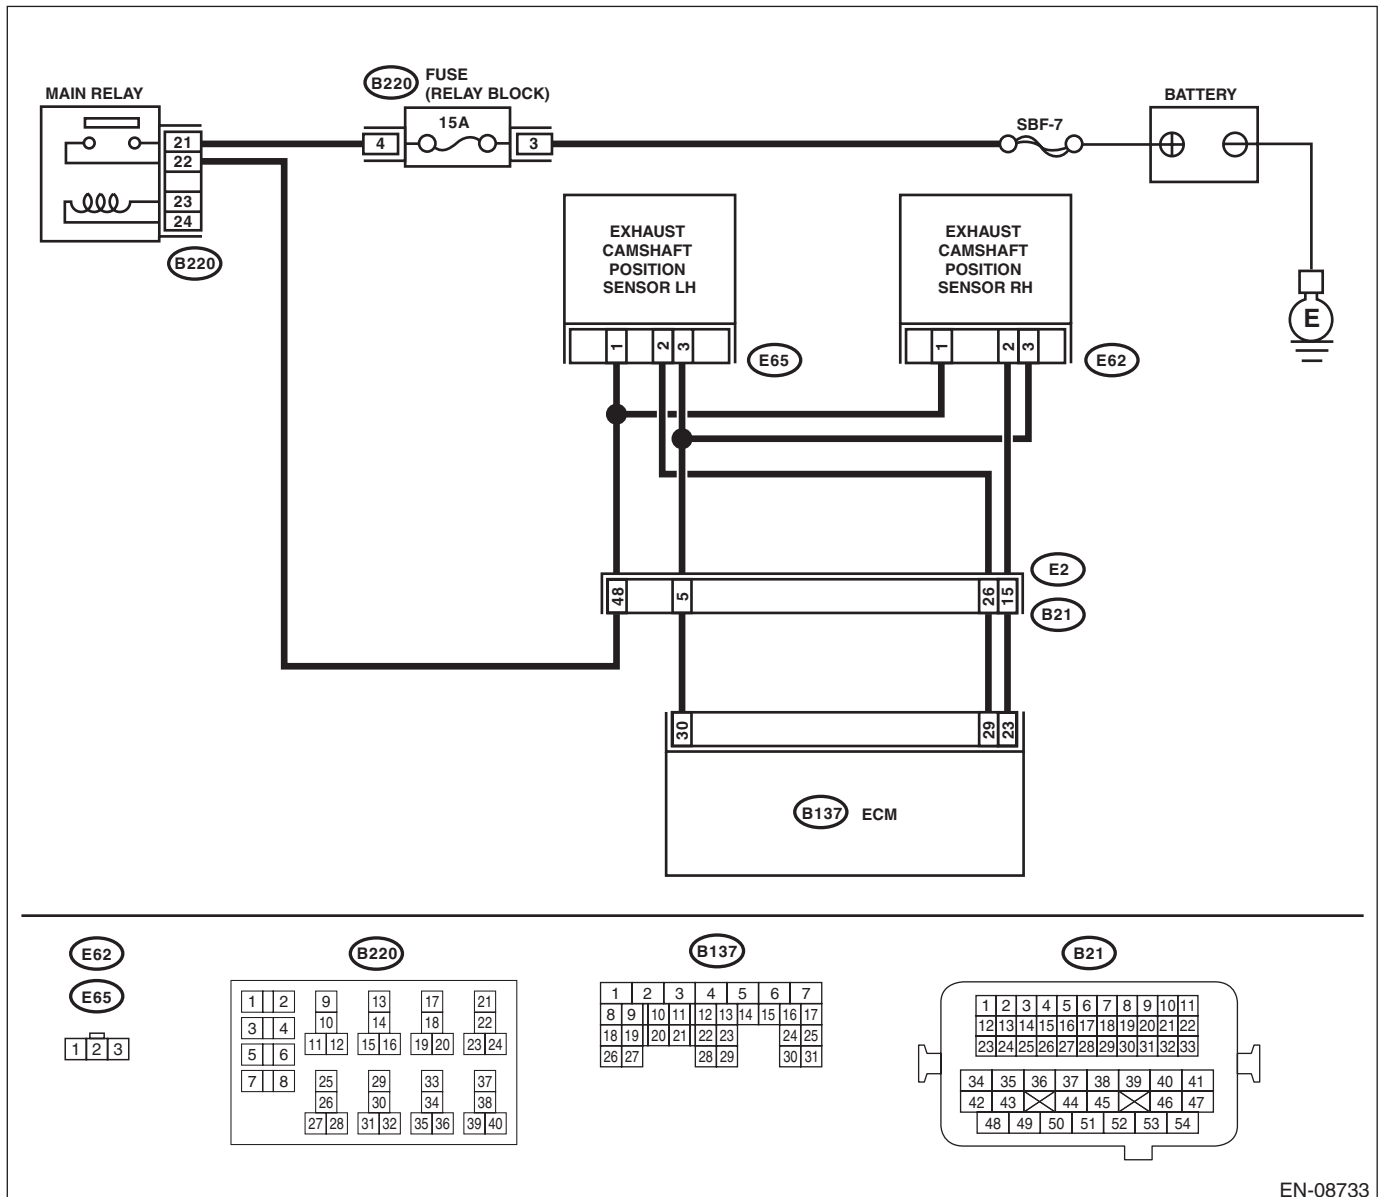 MAIN RELAY
B220
FUSE
(RELAY BLOCK)
15A
4
3
SBF-7
BATTERY
21
22
23
24
B220
E
EXHAUST
CAMSHAFT
POSITION
SENSOR LH
1
2
3
E65
EXHAUST
CAMSHAFT
POSITION
SENSOR RH
1
2
3
E62
E2
48
5
26
15
B21
30
29
23
B137 ECM
E62
E65
1 2 3
B220
1 2 9 13 17 21
10 14 18 22
3 4
11 12 15 16 19 20 23 24
5 6
7 8 25 29 33 37
26 30 34 38
27 28 31 32 35 36 39 40
B137
1 2 3 4 5 6 7
8 9 10 11 12 13 14 15 16 17
18 19 20 21 22 23 24 25
26 27 28 29 30 31
B21
1 2 3 4 5 6 7 8 9 10 11
12 13 14 15 16 17 18 19 20 21 22
23 24 25 26 27 28 29 30 31 32 33
34 35 36 37 38 39 40 41
42 43 44 45 46 47
48 49 50 51 52 53 54
EN-08733